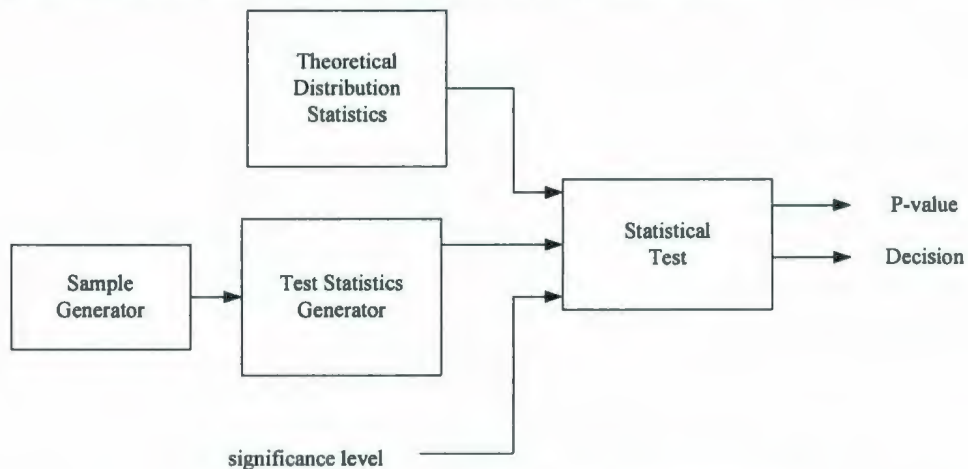 Theoretical
Distribution
Statistics
Statistical
Test
P-value
Decision
Sample
Generator
Test Statistics
Generator
significance level